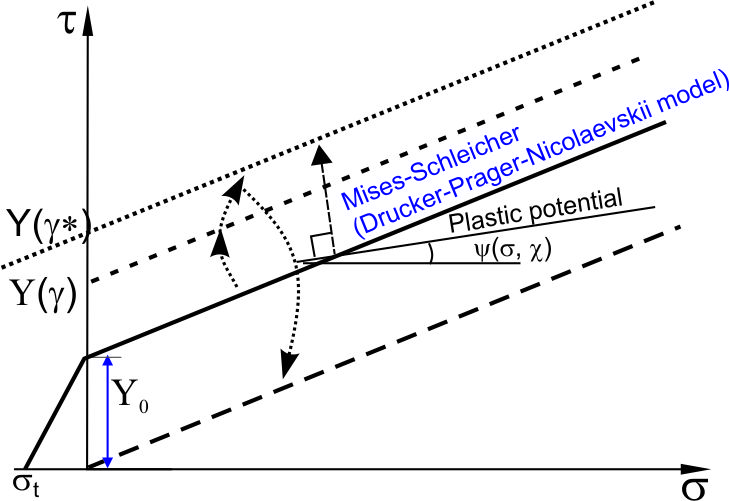 τ
Mises-Schleicher
(Drucker-Prager-Nicolaevskii model)
Y(γ*)
Plastic potential
ψ(σ, χ)
Y(γ)
Y₀
σₜ
σ